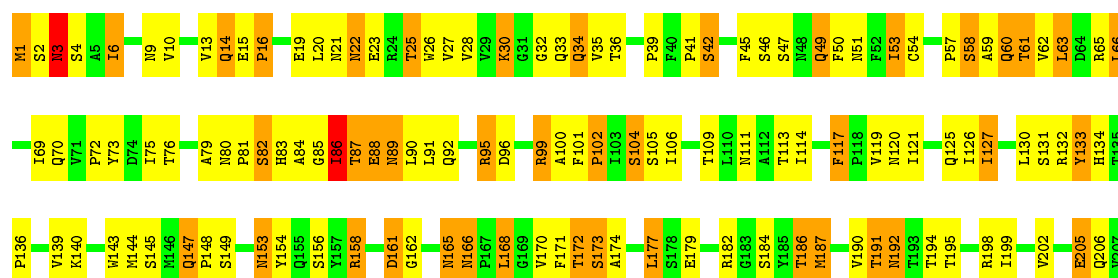 M1 S2 N3 S4 A5 I6 N9 V10 V13 Q14 E15 P16 E19 L20 N21 N22 E23 R24 T25 W26 V27 V28 V29 K30 G31 G32 Q33 Q34 V35 T36 P39 F40 P41 S42 F45 S46 S47 N48 Q49 F50 N51 F52 I53 C54 P57 S58 A59 Q60 T61 V62 L63 D64 R65
I69 Q70 V71 P72 Y73 D74 I75 T76 A79 N80 P81 S82 H83 A84 G85 I86 T87 E88 N89 L90 L91 Q92 R95 D96 R99 A100 F101 P102 I103 S104 S105 I106 T109 L110 N111 A112 T113 I114 F117 P118 V119 N120 I121 Q125 I126 I127 L130 S131 R132 Y133 H134 T135
P136 V139 K140 W143 M144 S145 M146 Q147 P148 S149 N153 Y154 Q155 S156 Y157 R158 D161 G162 N165 N166 P167 L168 G169 V170 F171 T172 S173 A174 L177 S178 E179 R182 G183 S184 Y185 T186 M187 V190 T191 N192 T193 T194 T195 R198 I199 V202 E205 Q206